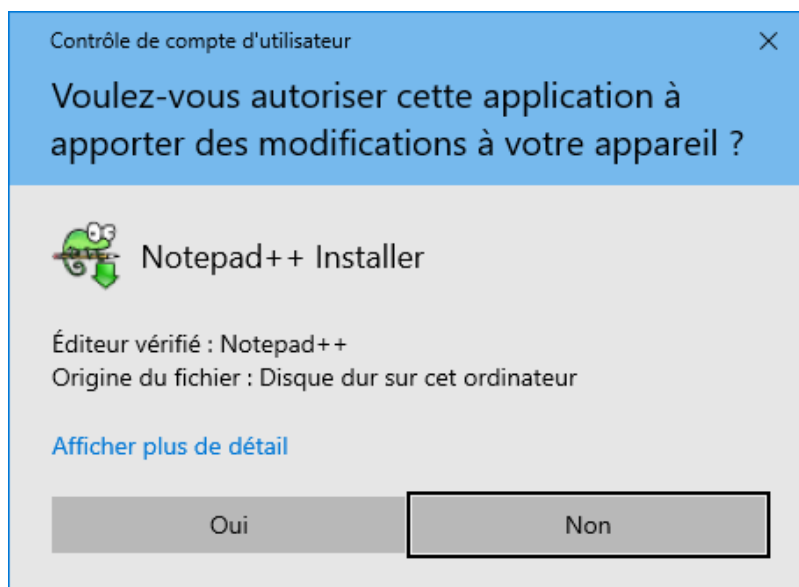 Contrôle de compte d'utilisateur
Voulez-vous autoriser cette application à
apporter des modifications à votre appareil ?
Notepad++ Installer
Éditeur vérifié : Notepad++
Origine du fichier : Disque dur sur cet ordinateur
Afficher plus de détail
Oui
Non